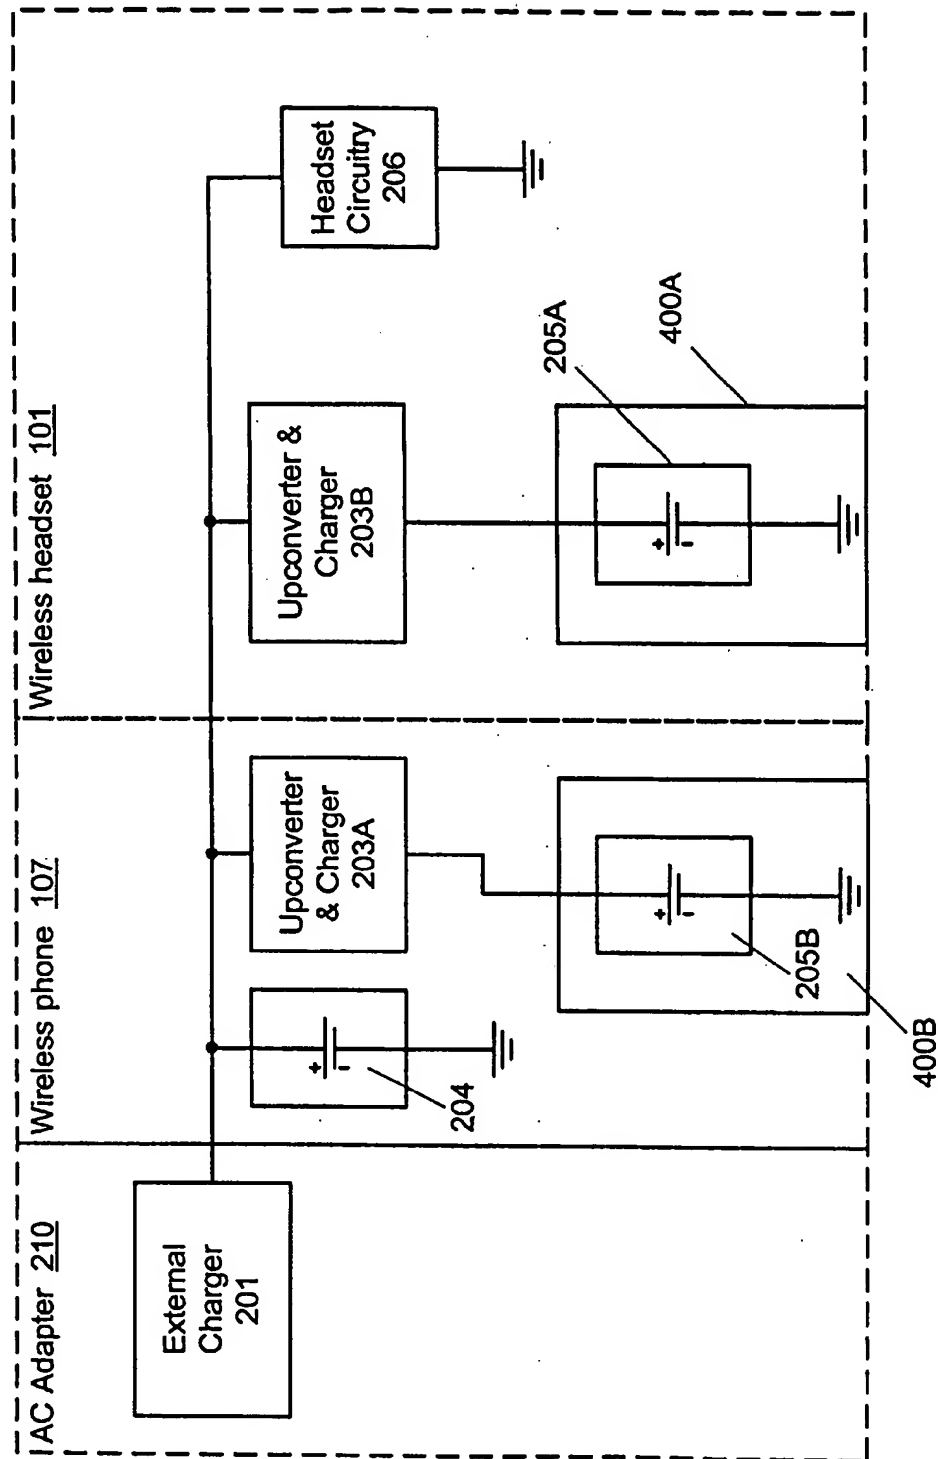 AC Adapter 210
External
Charger
201
Wireless phone 107
204
Upconverter
& Charger
203A
205B
400B
Wireless headset 101
Upconverter &
Charger
203B
205A
400A
Headset
Circuitry
206
+
-
+
-
+
-